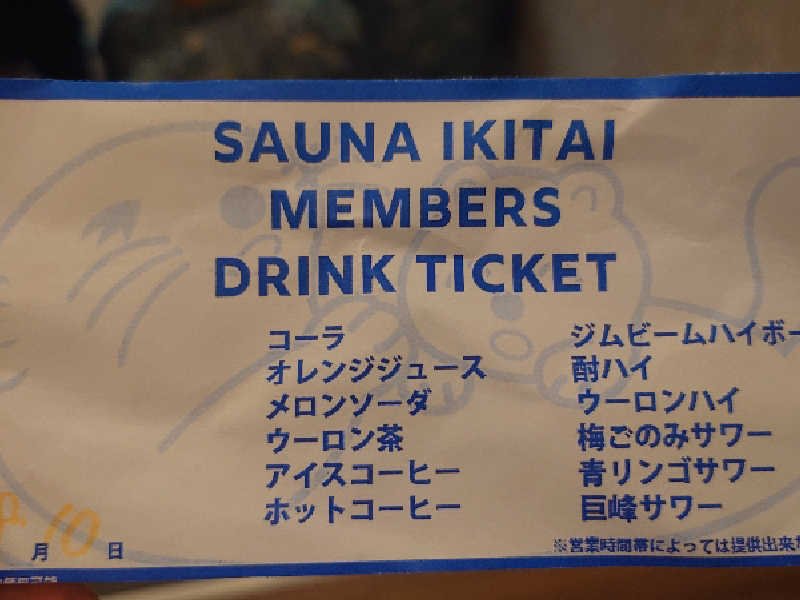 SAUNA IKITAI
MEMBERS
DRINK TICKET
コーラ
オレンジジュース
メロンソーダ
ウーロン茶
アイスコーヒー
ホットコーヒー
ジムビームハイボー
酎ハイ
ウーロンハイ
梅ごのみサワー
青リンゴサワー
巨峰サワー
月10日
※営業時間帯によっては提供出来